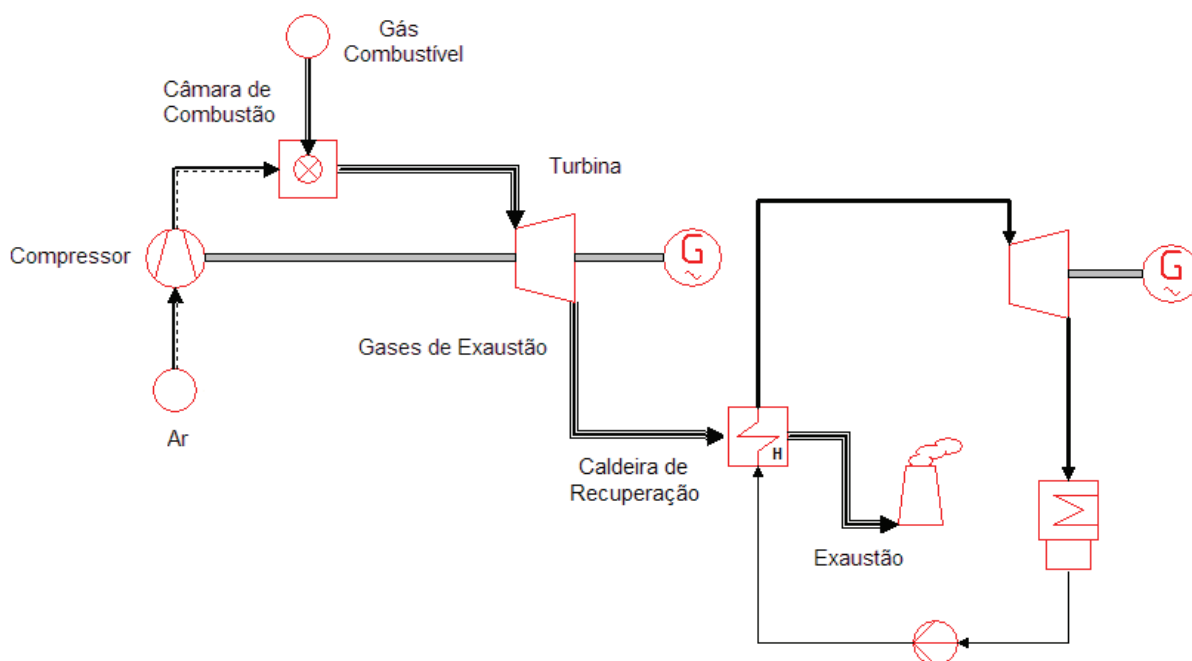 Gás
Combustível
Câmara de
Combustão
Turbina
Compressor
G
G
Gases de Exaustão
Ar
H
Caldeira de
Recuperação
Exaustão